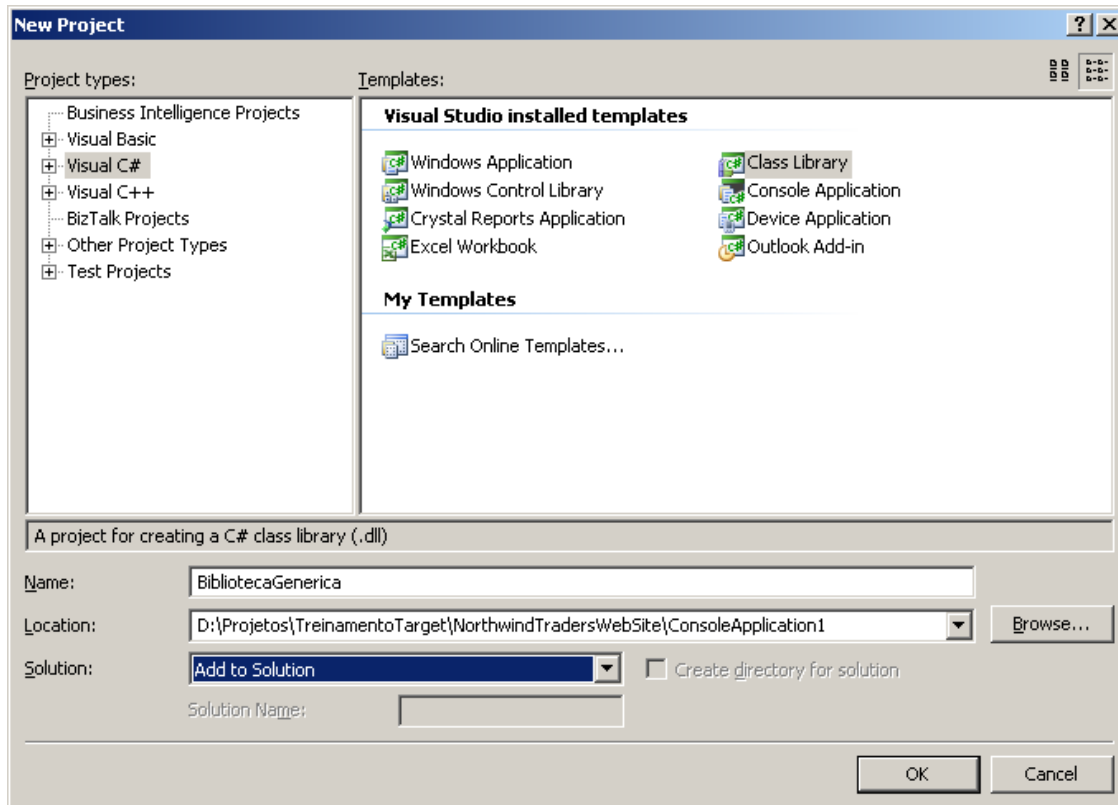 New Project
Project types:
Templates:
Business Intelligence Projects
Visual Basic
Visual C#
Visual C++
BizTalk Projects
Other Project Types
Test Projects
Visual Studio installed templates
Windows Application
Class Library
Windows Control Library
Console Application
Crystal Reports Application
Device Application
Excel Workbook
Outlook Add-in
My Templates
Search Online Templates...
A project for creating a C# class library (.dll)
Name:
BibliotecaGenerica
Location:
D:\Projetos\TreinamentoTarget\NorthwindTradersWebSite\ConsoleApplication1
Browse...
Solution:
Add to Solution
Create directory for solution
Solution Name:
OK
Cancel